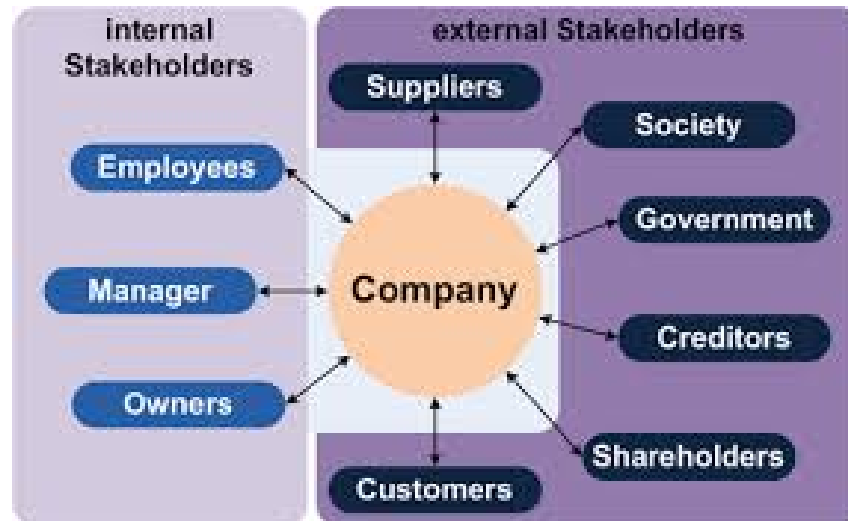 internal
Stakeholders
external Stakeholders
Suppliers
Society
Employees
Government
Manager
Company
Creditors
Owners
Shareholders
Customers